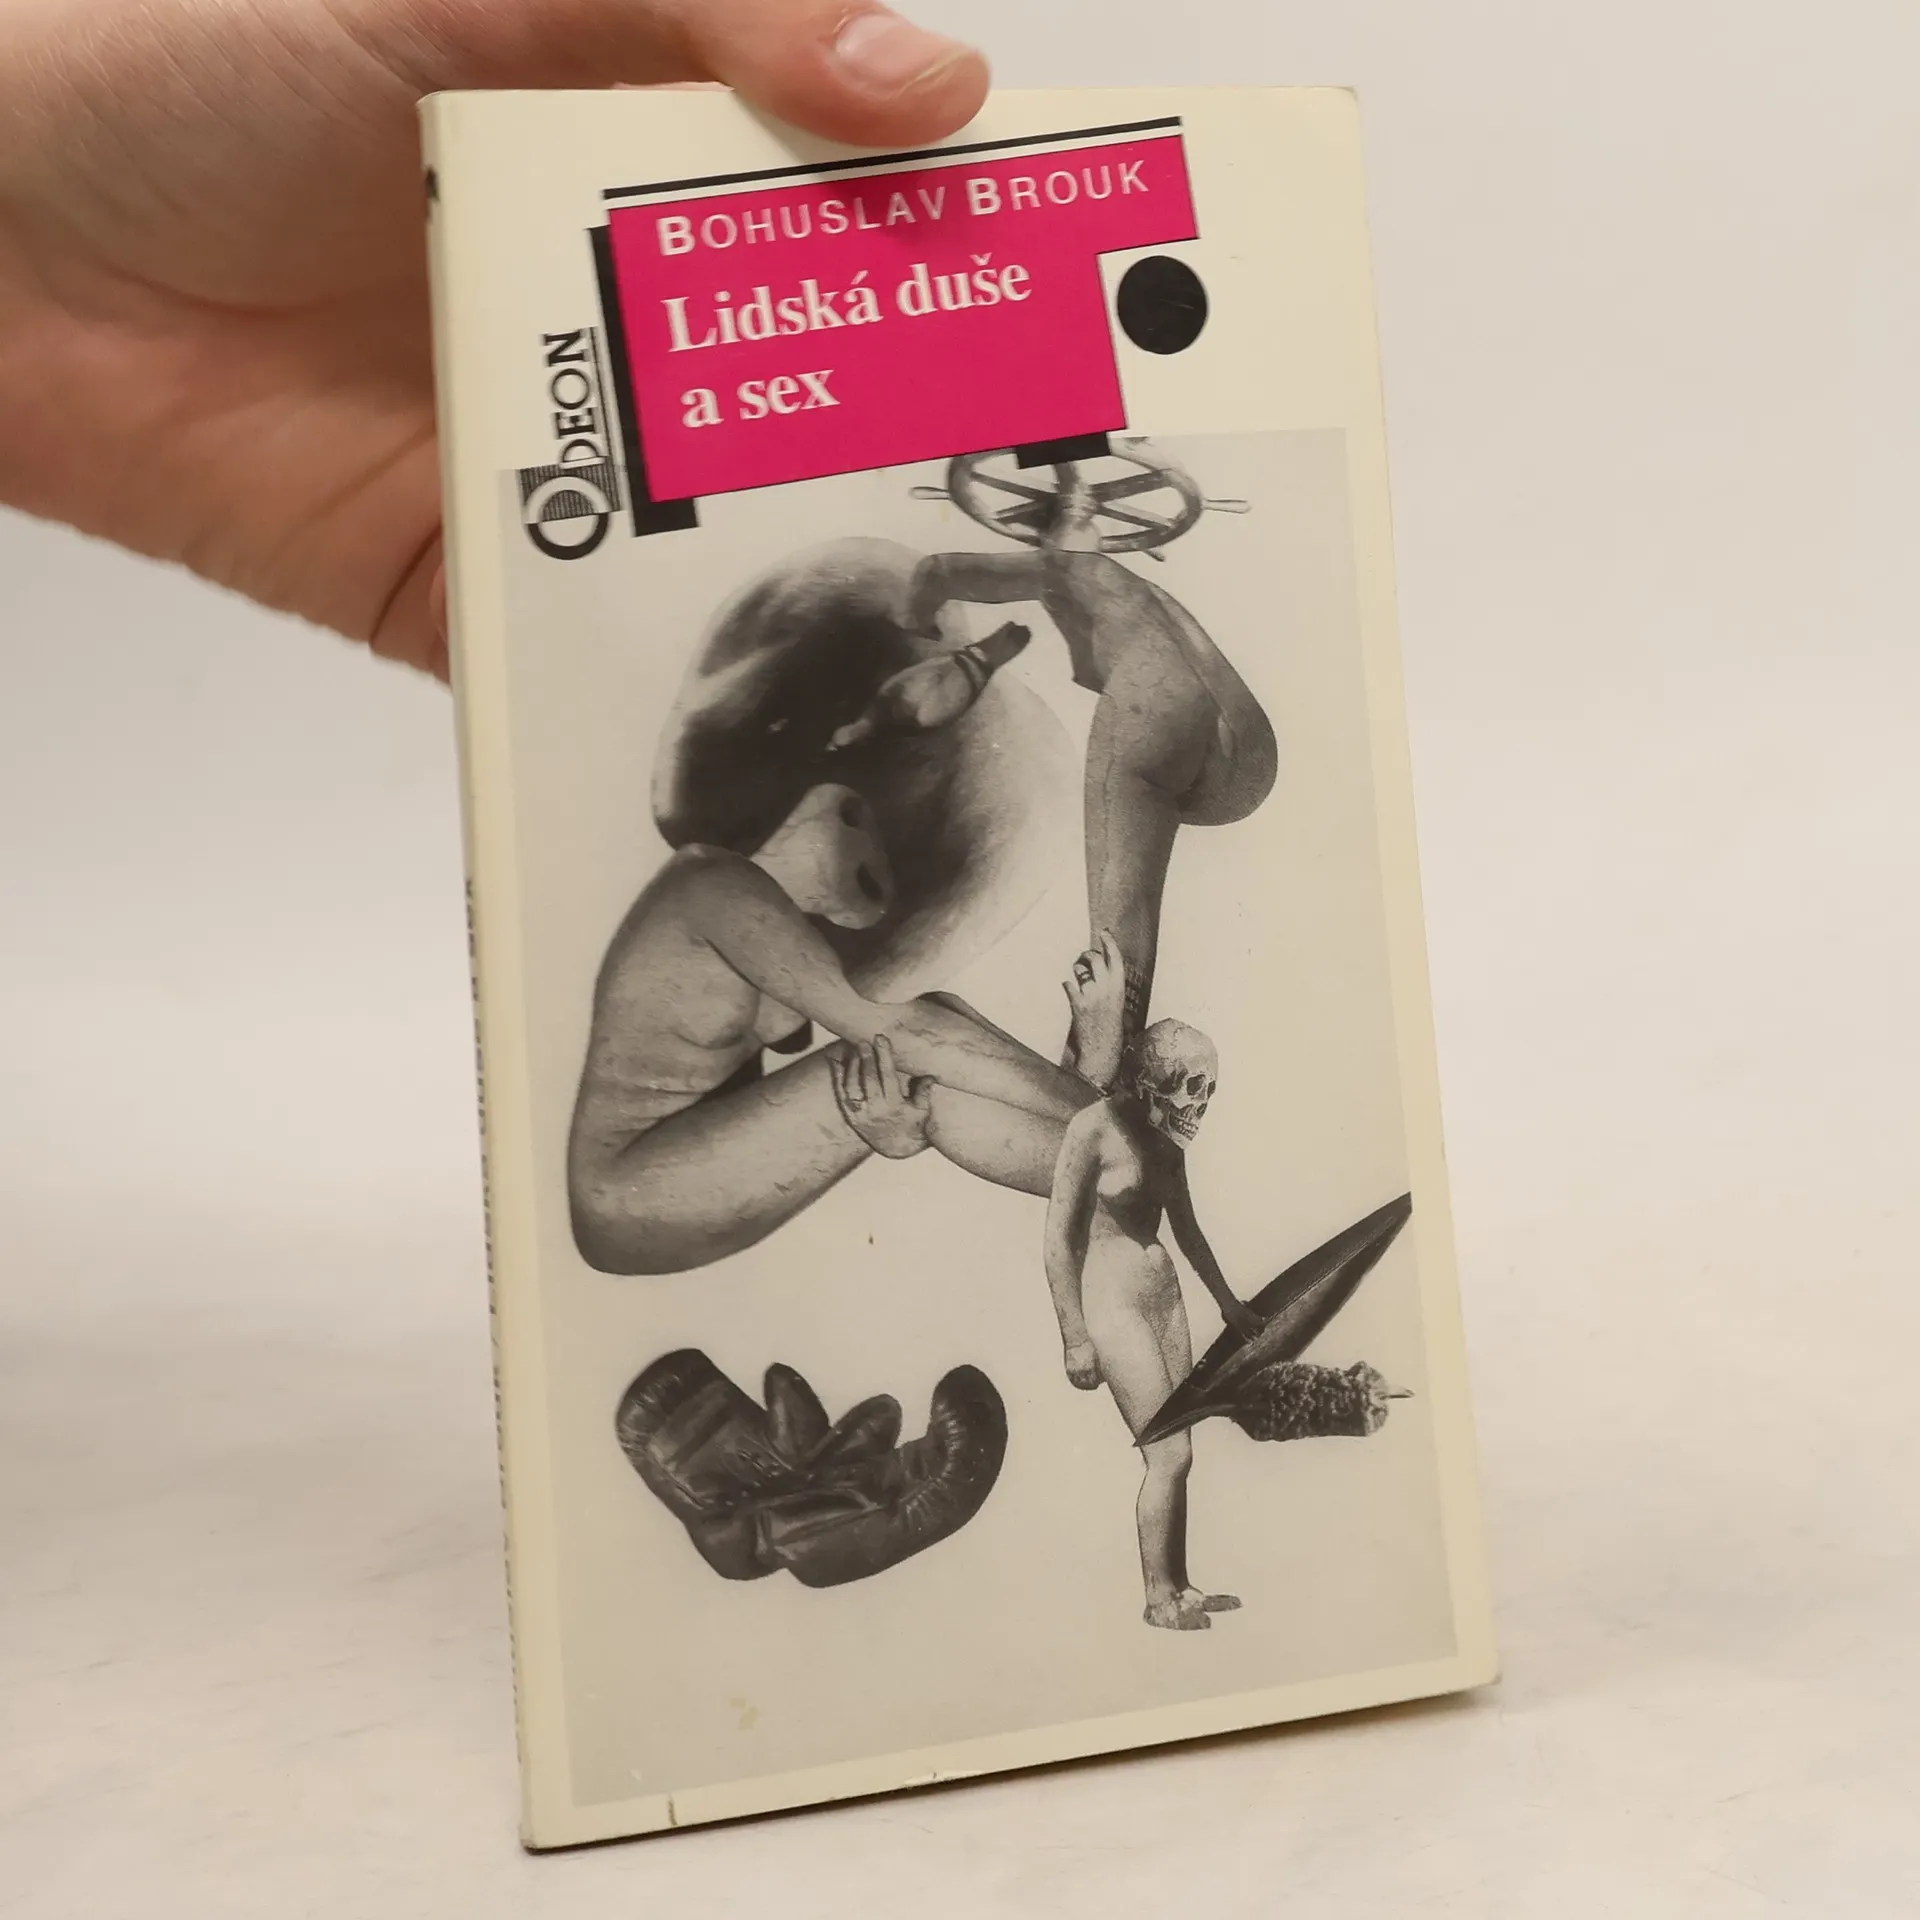 BOHUSLAV BROUK
Lidská duše
a sex
ODEON